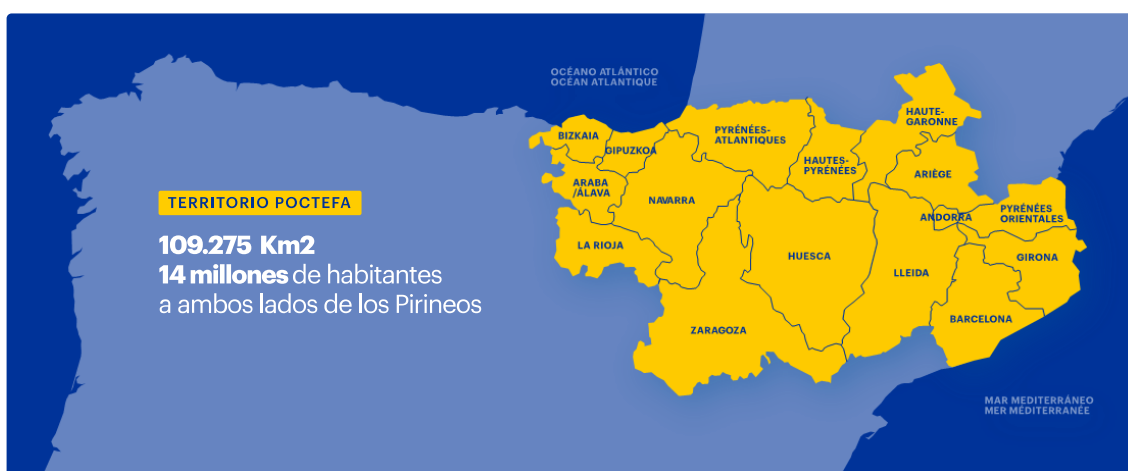 OCÉANO ATLÁNTICO
OCÉAN ATLANTIQUE
HAUTE-
GARONNE
BIZKAIA
GIPUZKOA
PYRÉNÉES-
ATLANTIQUES
HAUTES-
PYRÉNÉES
ARIÈGE
ARABA
/ÁLAVA
NAVARRA
ANDORRA
PYRÉNÉES
ORIENTALES
TERRITORIO POCTEFA
109.275 Km2
14 millones de habitantes
a ambos lados de los Pirineos
LA RIOJA
HUESCA
LLEIDA
GIRONA
ZARAGOZA
BARCELONA
MAR MEDITERRÁNEO
MER MÉDITERRANÉE